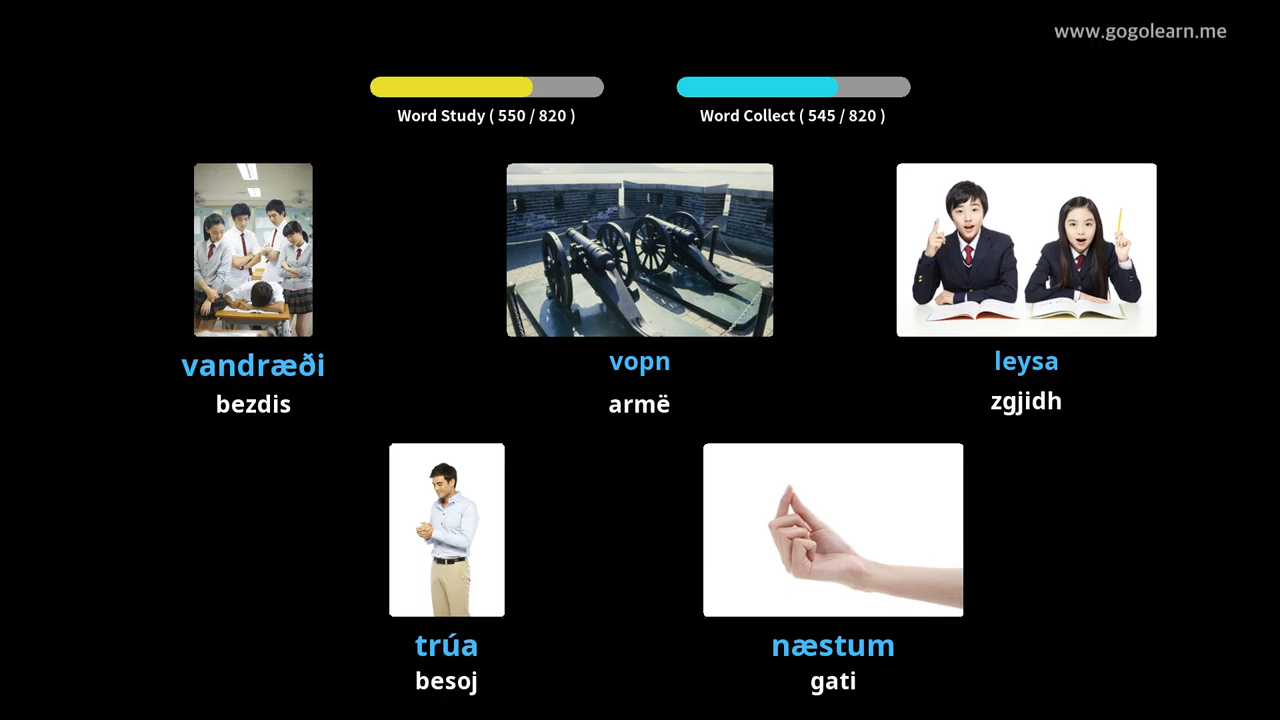 www.gogolearn.me
Word Study ( 550 / 820 )
Word Collect ( 545 / 820 )
vandræði
bezdis
vopn
armë
leysa
zgjidh
trúa
besoj
næstum
gati